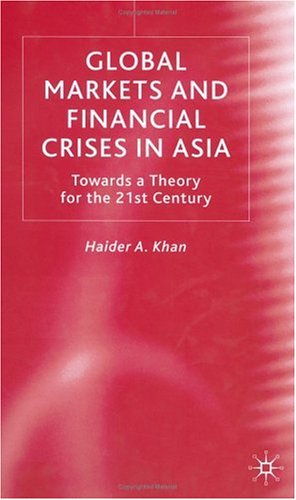 GLOBAL
MARKETS AND
FINANCIAL
CRISES IN ASIA
Towards a Theory
for the 21st Century
Haider A. Khan